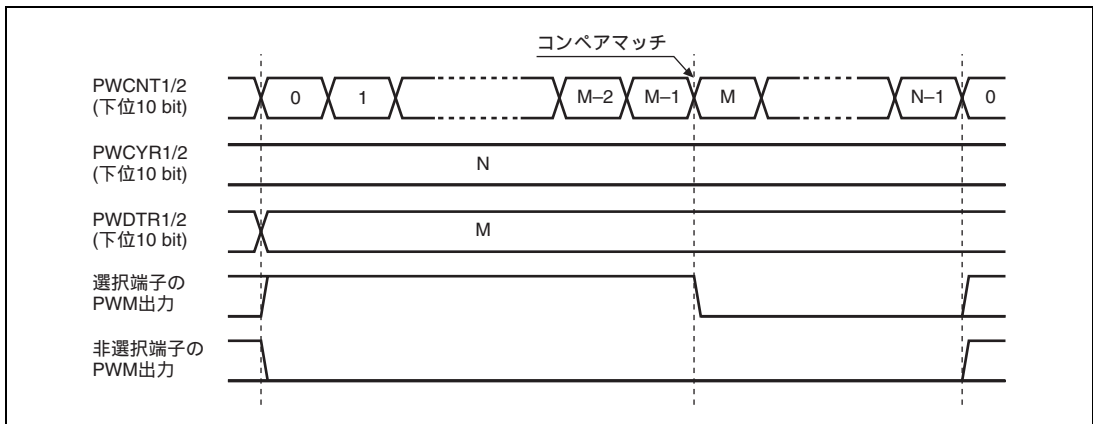 コンペアマッチ
PWCNT1/2
(下位10 bit)
0 1 M–2 M–1 M N–1 0
PWCYR1/2
(下位10 bit)
N
PWDTR1/2
(下位10 bit)
M
選択端子の
PWM出力
非選択端子の
PWM出力